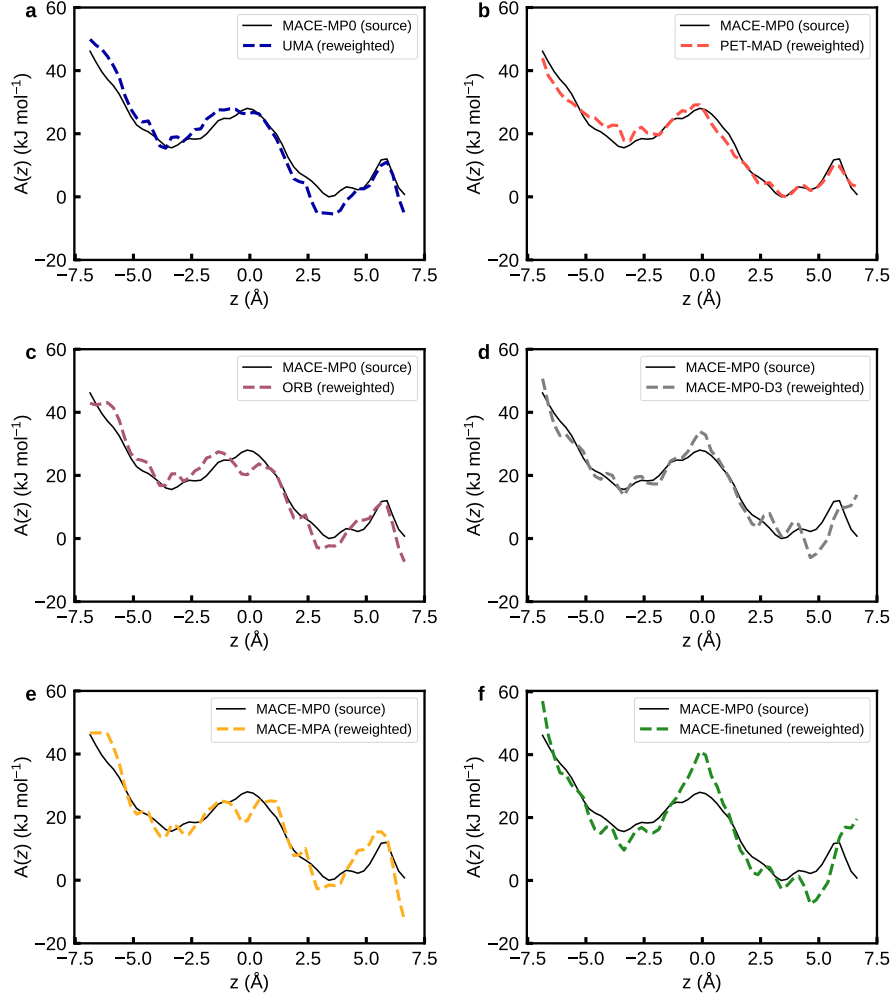 a
A(z) (kJ mol⁻¹)
60
40
20
0
−20
−7.5 −5.0 −2.5 0.0 2.5 5.0 7.5
z (Å)
MACE-MP0 (source)
UMA (reweighted)
b
A(z) (kJ mol⁻¹)
60
40
20
0
−20
−7.5 −5.0 −2.5 0.0 2.5 5.0 7.5
z (Å)
MACE-MP0 (source)
PET-MAD (reweighted)
c
A(z) (kJ mol⁻¹)
60
40
20
0
−20
−7.5 −5.0 −2.5 0.0 2.5 5.0 7.5
z (Å)
MACE-MP0 (source)
ORB (reweighted)
d
A(z) (kJ mol⁻¹)
60
40
20
0
−20
−7.5 −5.0 −2.5 0.0 2.5 5.0 7.5
z (Å)
MACE-MP0 (source)
MACE-MP0-D3 (reweighted)
e
A(z) (kJ mol⁻¹)
60
40
20
0
−20
−7.5 −5.0 −2.5 0.0 2.5 5.0 7.5
z (Å)
MACE-MP0 (source)
MACE-MPA (reweighted)
f
A(z) (kJ mol⁻¹)
60
40
20
0
−20
−7.5 −5.0 −2.5 0.0 2.5 5.0 7.5
z (Å)
MACE-MP0 (source)
MACE-finetuned (reweighted)